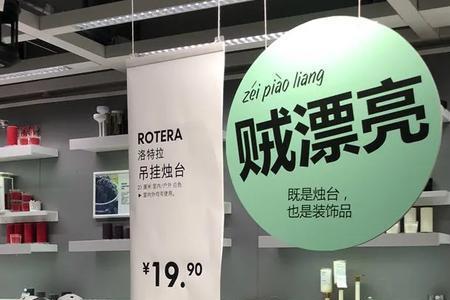 ROTERA
洛特拉
吊挂烛台
¥19.90
zéi piào liang
贼漂亮
既是烛台，
也是装饰品